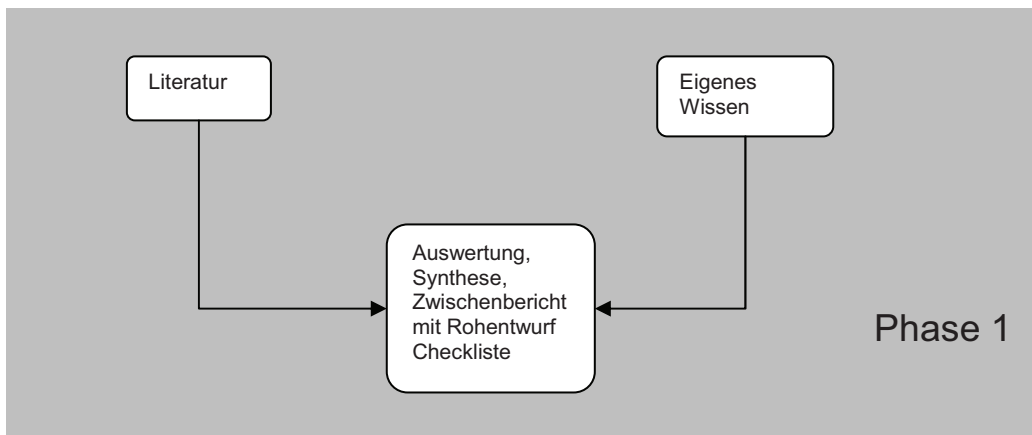 Literatur
Eigenes
Wissen
Auswertung,
Synthese,
Zwischenbericht
mit Rohentwurf
Checkliste
Phase 1